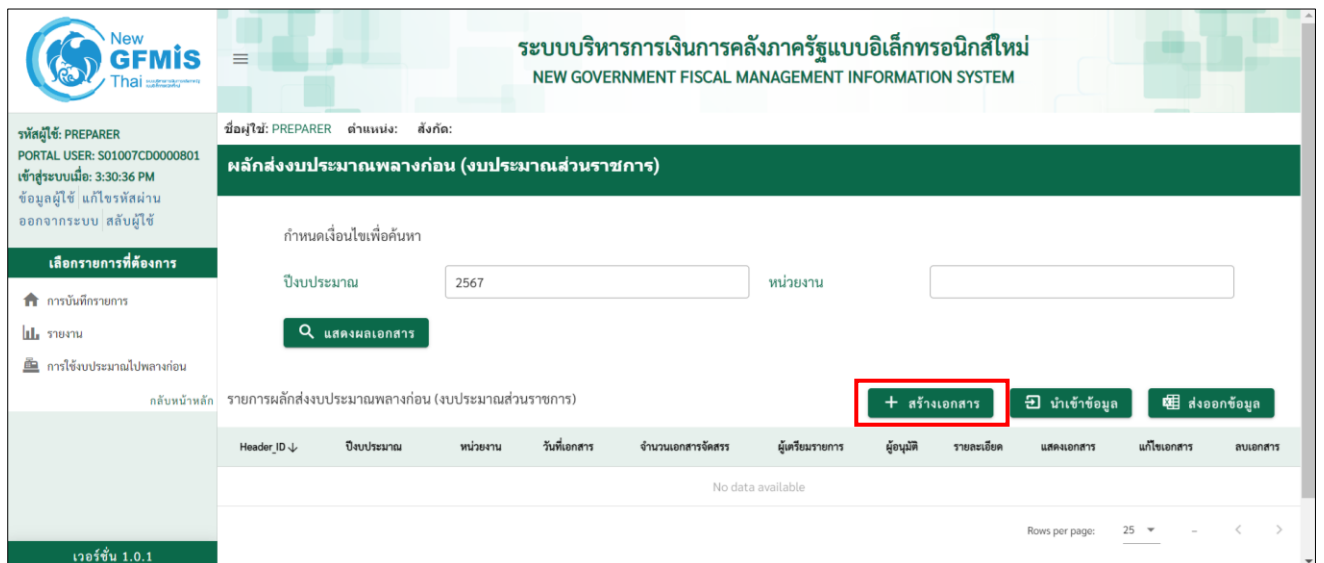 New
GFMIS
Thai
ระบบบริหารการเงินการคลังภาครัฐแบบอิเล็กทรอนิกส์ใหม่
NEW GOVERNMENT FISCAL MANAGEMENT INFORMATION SYSTEM
รหัสผู้ใช้: PREPARER
PORTAL USER: S01007CD0000801
เข้าสู่ระบบเมื่อ: 3:30:36 PM
ข้อมูลผู้ใช้ แก้ไขรหัสผ่าน
ออกจากระบบ สลับผู้ใช้
เลือกรายการที่ต้องการ
การบันทึกรายการ
รายงาน
การใช้งบประมาณไปพลางก่อน
กลับหน้าหลัก
เวอร์ชั่น 1.0.1
ชื่อผู้ใช้: PREPARER ตำแหน่ง: สังกัด:
ผลักส่งงบประมาณพลางก่อน (งบประมาณส่วนราชการ)
กำหนดเงื่อนไขเพื่อค้นหา
ปีงบประมาณ 2567 หน่วยงาน
แสดงผลเอกสาร
รายการผลักส่งงบประมาณพลางก่อน (งบประมาณส่วนราชการ) + สร้างเอกสาร นำเข้าข้อมูล ส่งออกข้อมูล
Header_ID ↓ ปีงบประมาณ หน่วยงาน วันที่เอกสาร จำนวนเอกสารจัดสรร ผู้เตรียมรายการ ผู้อนุมัติ รายละเอียด แสดงเอกสาร แก้ไขเอกสาร ลบเอกสาร
No data available
Rows per page: 25 – < >